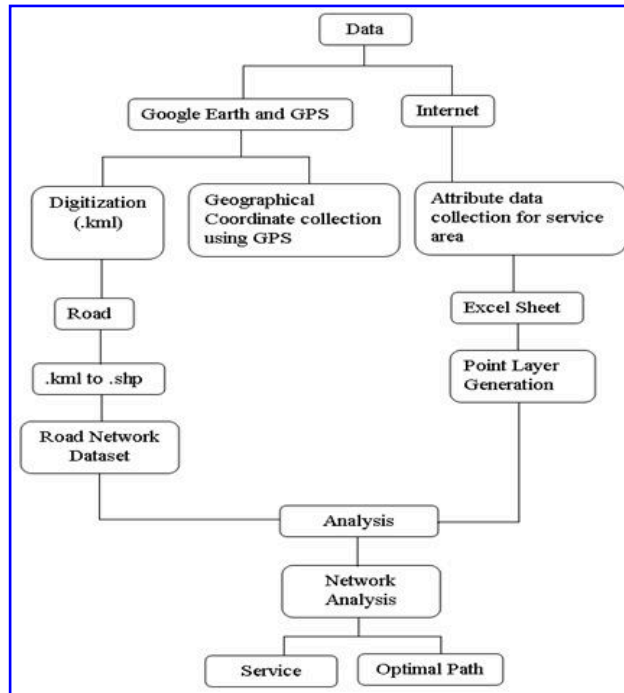 Data
Google Earth and GPS
Internet
Digitization
(.kml)
Geographical
Coordinate collection
using GPS
Attribute data
collection for service
area
Road
Excel Sheet
.kml to .shp
Point Layer
Generation
Road Network
Dataset
Analysis
Network
Analysis
Service
Optimal Path